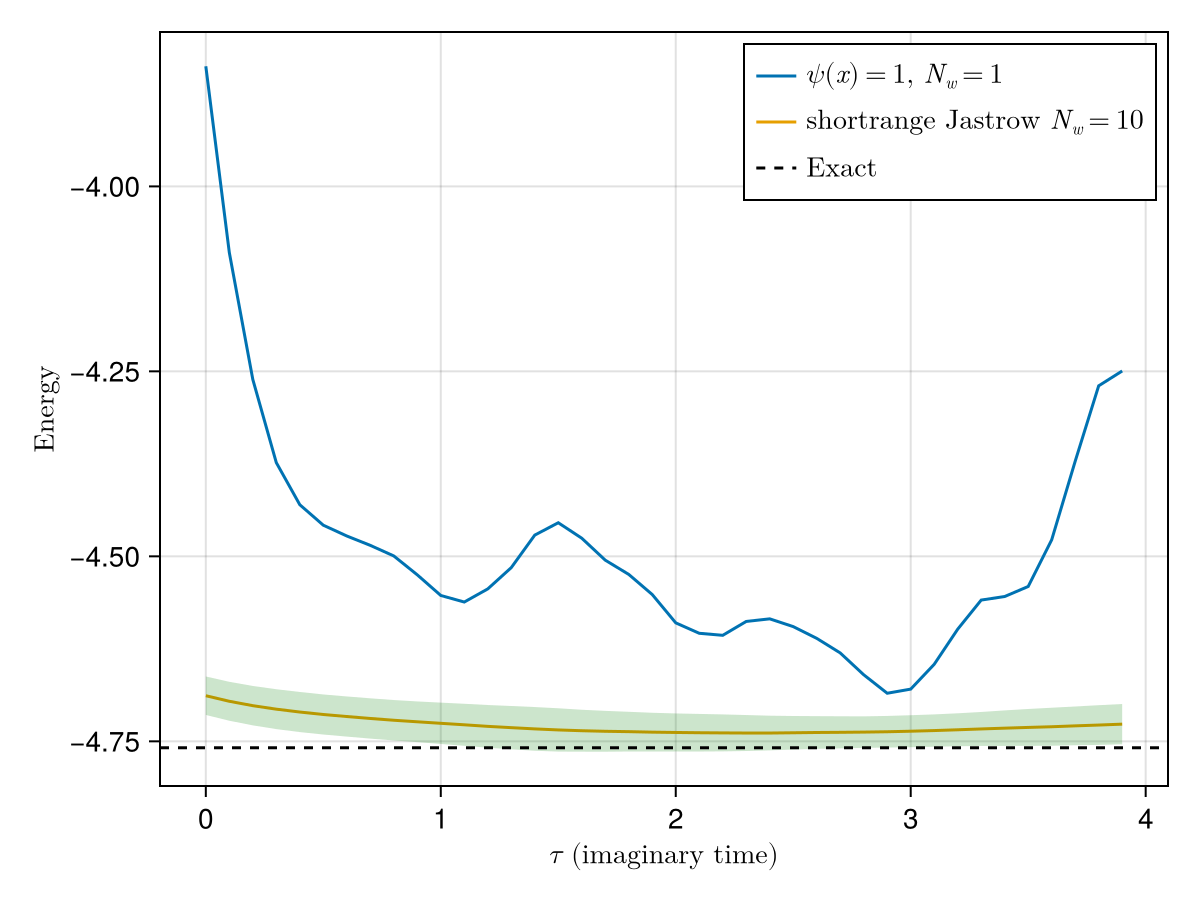 ψ(x) = 1, N_w = 1
shortrange Jastrow N_w = 10
Exact
−4.00
−4.25
−4.50
−4.75
Energy
0 1 2 3 4
τ (imaginary time)